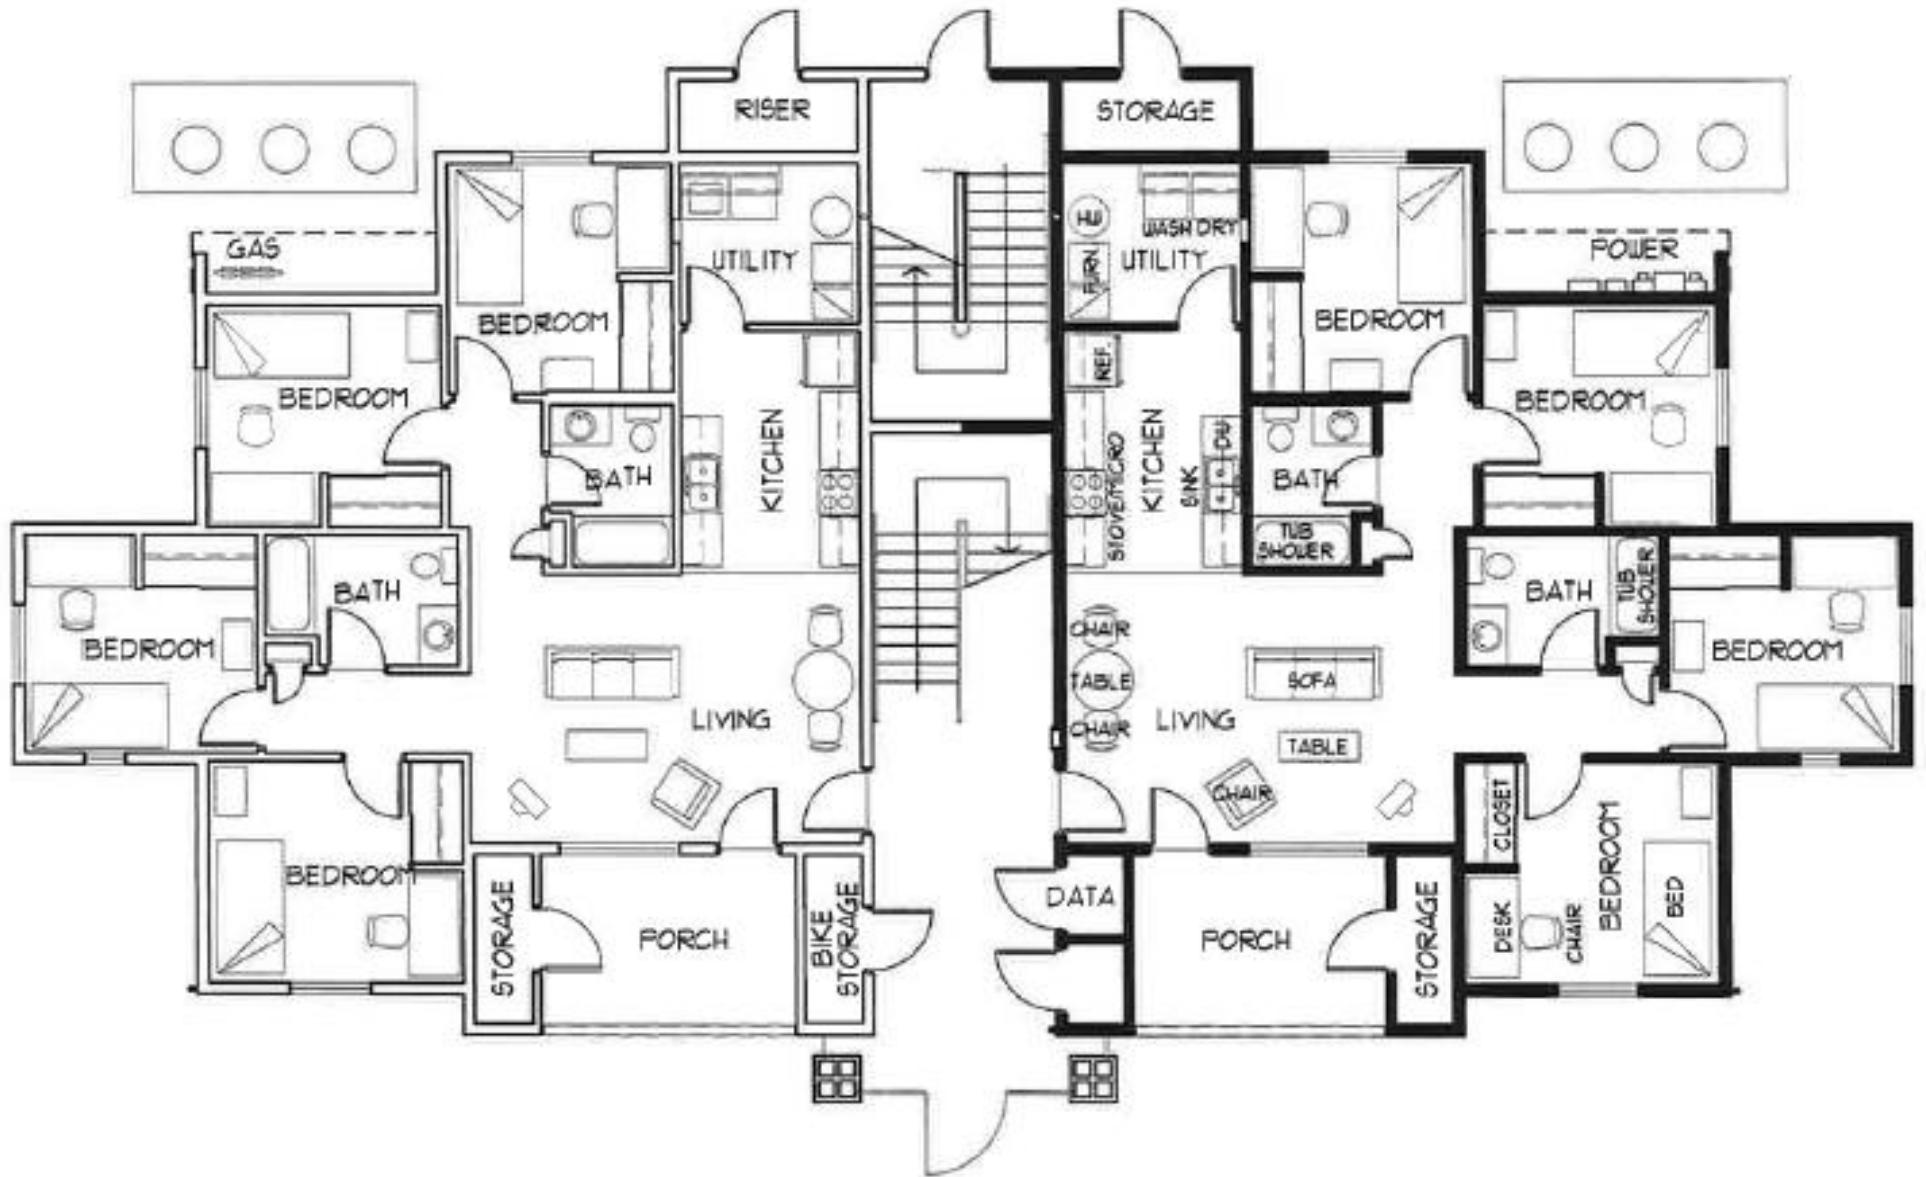 RISER
STORAGE
GAS
UTILITY
HW
WASH DRY
FURN.
UTILITY
POWER
BEDROOM
BEDROOM
BEDROOM
REF.
BEDROOM
KITCHEN
STOVE/MICRO
KITCHEN
SINK
DW
BATH
BATH
TUB
SHOWER
BATH
BATH
TUB
SHOWER
BEDROOM
CHAIR
BEDROOM
TABLE
SOFA
LIVING
CHAIR
LIVING
TABLE
CHAIR
CLOSET
BEDROOM
BEDROOM
STORAGE
PORCH
BIKE
STORAGE
DATA
PORCH
STORAGE
DESK
CHAIR
BED